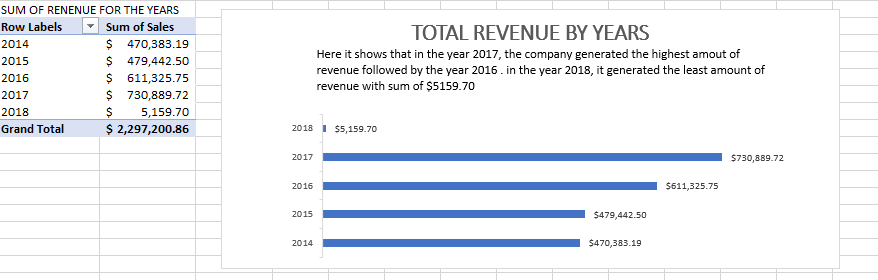 SUM OF RENENUE FOR THE YEARS
Row Labels Sum of Sales
2014 $ 470,383.19
2015 $ 479,442.50
2016 $ 611,325.75
2017 $ 730,889.72
2018 $ 5,159.70
Grand Total $ 2,297,200.86
TOTAL REVENUE BY YEARS
Here it shows that in the year 2017, the company generated the highest amout of
revenue followed by the year 2016 . in the year 2018, it generated the least amount of
revenue with sum of $5159.70
2018 $5,159.70
2017 $730,889.72
2016 $611,325.75
2015 $479,442.50
2014 $470,383.19